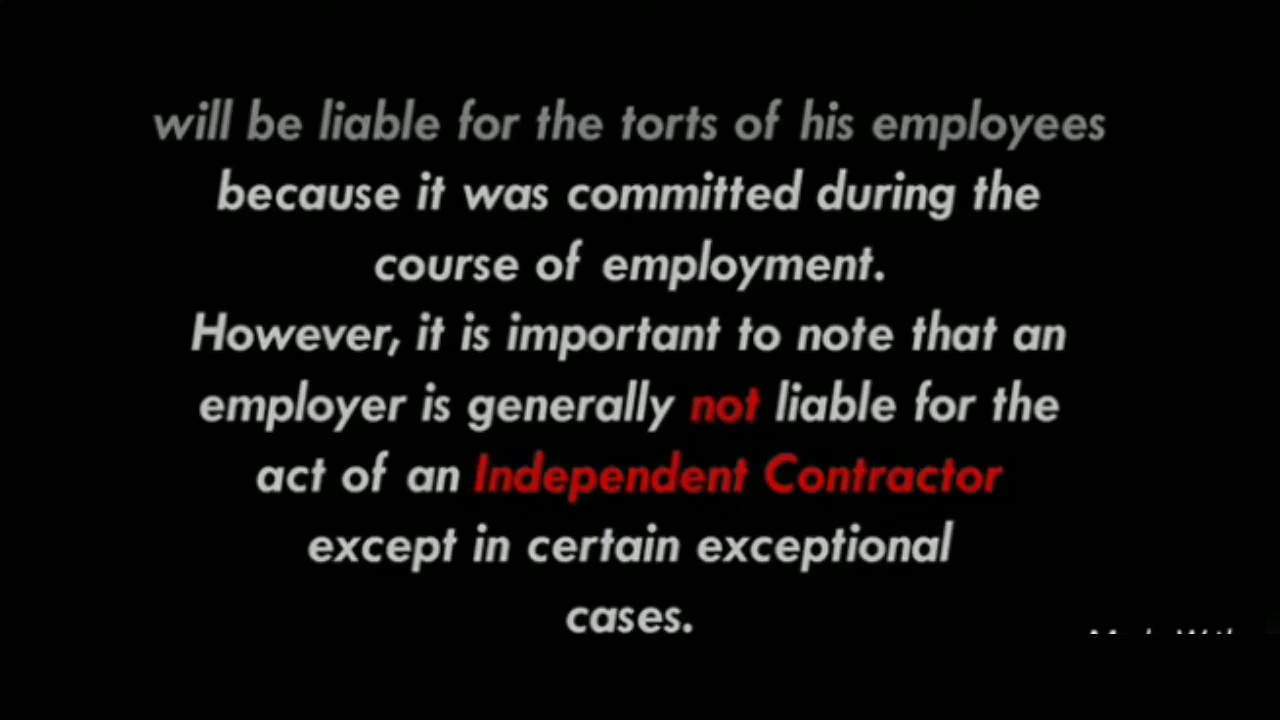 will be liable for the torts of his employees
because it was committed during the
course of employment.
However, it is important to note that an
employer is generally not liable for the
act of an Independent Contractor
except in certain exceptional
cases.